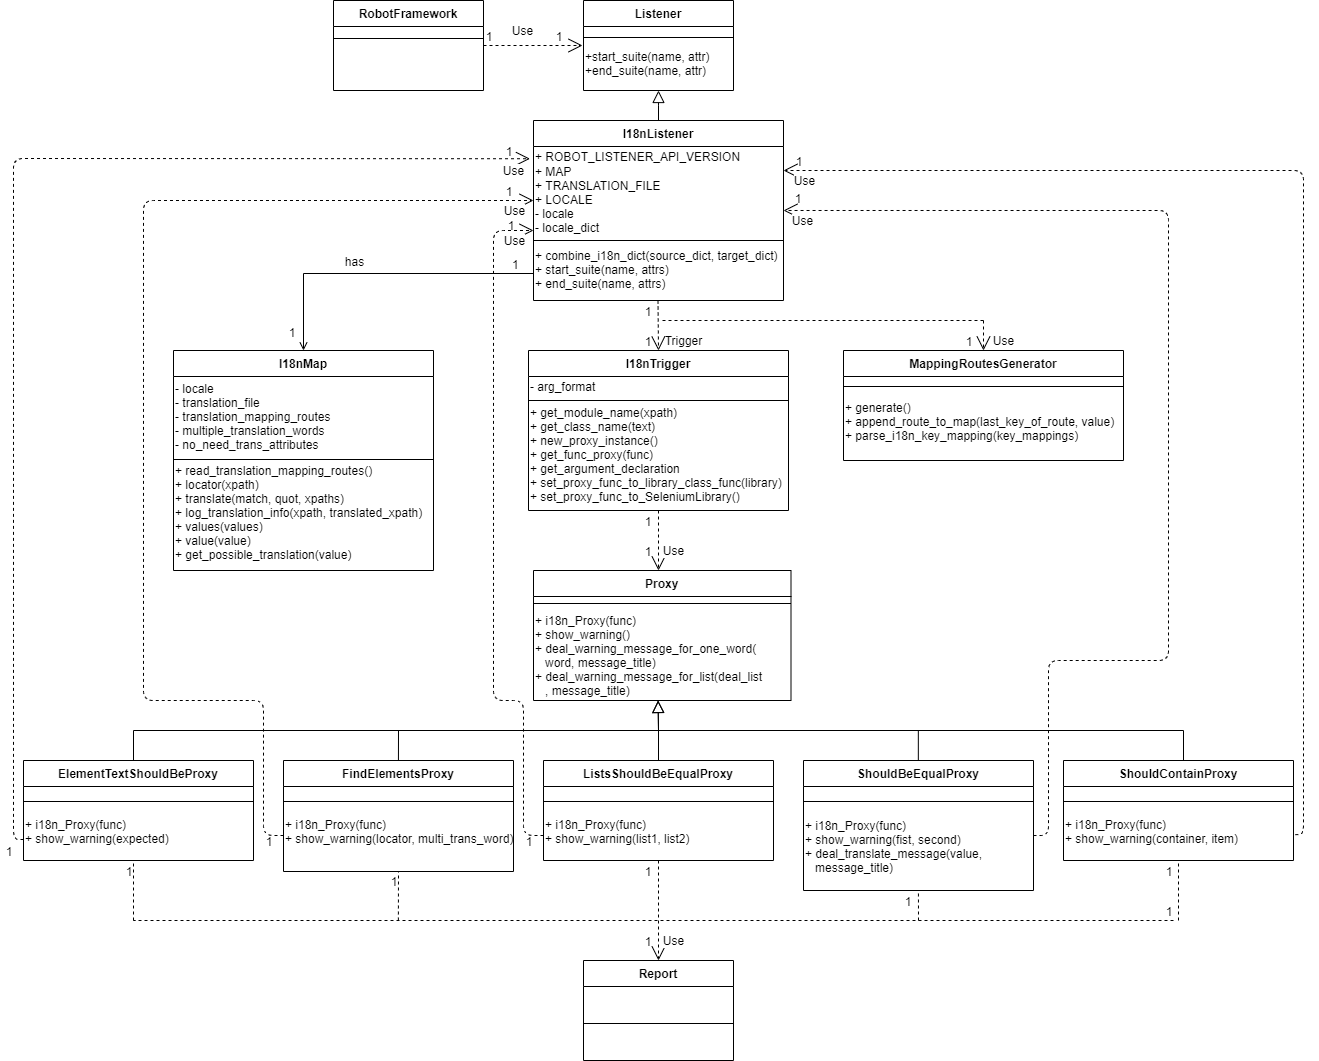 RobotFramework
Listener
1
Use
1
+start_suite(name, attr)
+end_suite(name, attr)
I18nListener
+ ROBOT_LISTENER_API_VERSION
+ MAP
+ TRANSLATION_FILE
+ LOCALE
- locale
- locale_dict
+ combine_i18n_dict(source_dict, target_dict)
+ start_suite(name, attrs)
+ end_suite(name, attrs)
1
Use
1
Use
1
Use
1
Use
1
Use
has
1
1
1
1
Trigger
1
Use
I18nMap
- locale
- translation_file
- translation_mapping_routes
- multiple_translation_words
- no_need_trans_attributes
+ read_translation_mapping_routes()
+ locator(xpath)
+ translate(match, quot, xpaths)
+ log_translation_info(xpath, translated_xpath)
+ values(values)
+ value(value)
+ get_possible_translation(value)
I18nTrigger
- arg_format
+ get_module_name(xpath)
+ get_class_name(text)
+ new_proxy_instance()
+ get_func_proxy(func)
+ get_argument_declaration
+ set_proxy_func_to_library_class_func(library)
+ set_proxy_func_to_SeleniumLibrary()
MappingRoutesGenerator
+ generate()
+ append_route_to_map(last_key_of_route, value)
+ parse_i18n_key_mapping(key_mappings)
1
1
Use
Proxy
+ i18n_Proxy(func)
+ show_warning()
+ deal_warning_message_for_one_word(
word, message_title)
+ deal_warning_message_for_list(deal_list
, message_title)
ElementTextShouldBeProxy
+ i18n_Proxy(func)
+ show_warning(expected)
1
1
FindElementsProxy
+ i18n_Proxy(func)
+ show_warning(locator, multi_trans_word)
1
1
ListsShouldBeEqualProxy
+ i18n_Proxy(func)
+ show_warning(list1, list2)
1
1
ShouldBeEqualProxy
+ i18n_Proxy(func)
+ show_warning(fist, second)
+ deal_translate_message(value,
message_title)
1
ShouldContainProxy
+ i18n_Proxy(func)
+ show_warning(container, item)
1
1
1
Use
Report